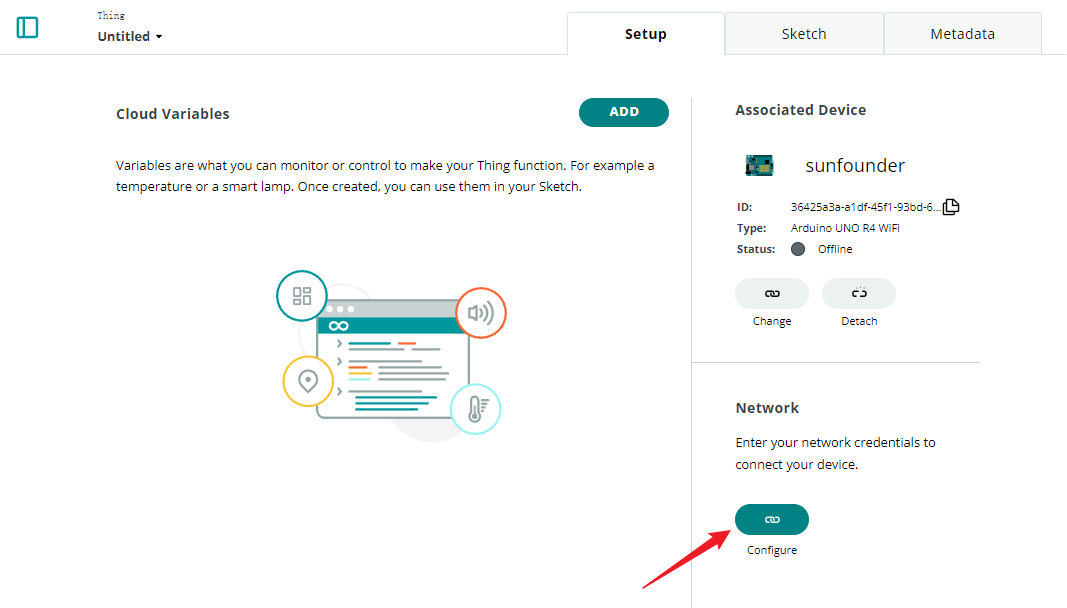 Thing
Untitled
Setup
Sketch
Metadata
Cloud Variables
ADD
Variables are what you can monitor or control to make your Thing function. For example a
temperature or a smart lamp. Once created, you can use them in your Sketch.
Associated Device
sunfounder
ID: 36425a3a-a1df-45f1-93bd-6...
Type: Arduino UNO R4 WiFi
Status: Offline
Change
Detach
Network
Enter your network credentials to
connect your device.
Configure